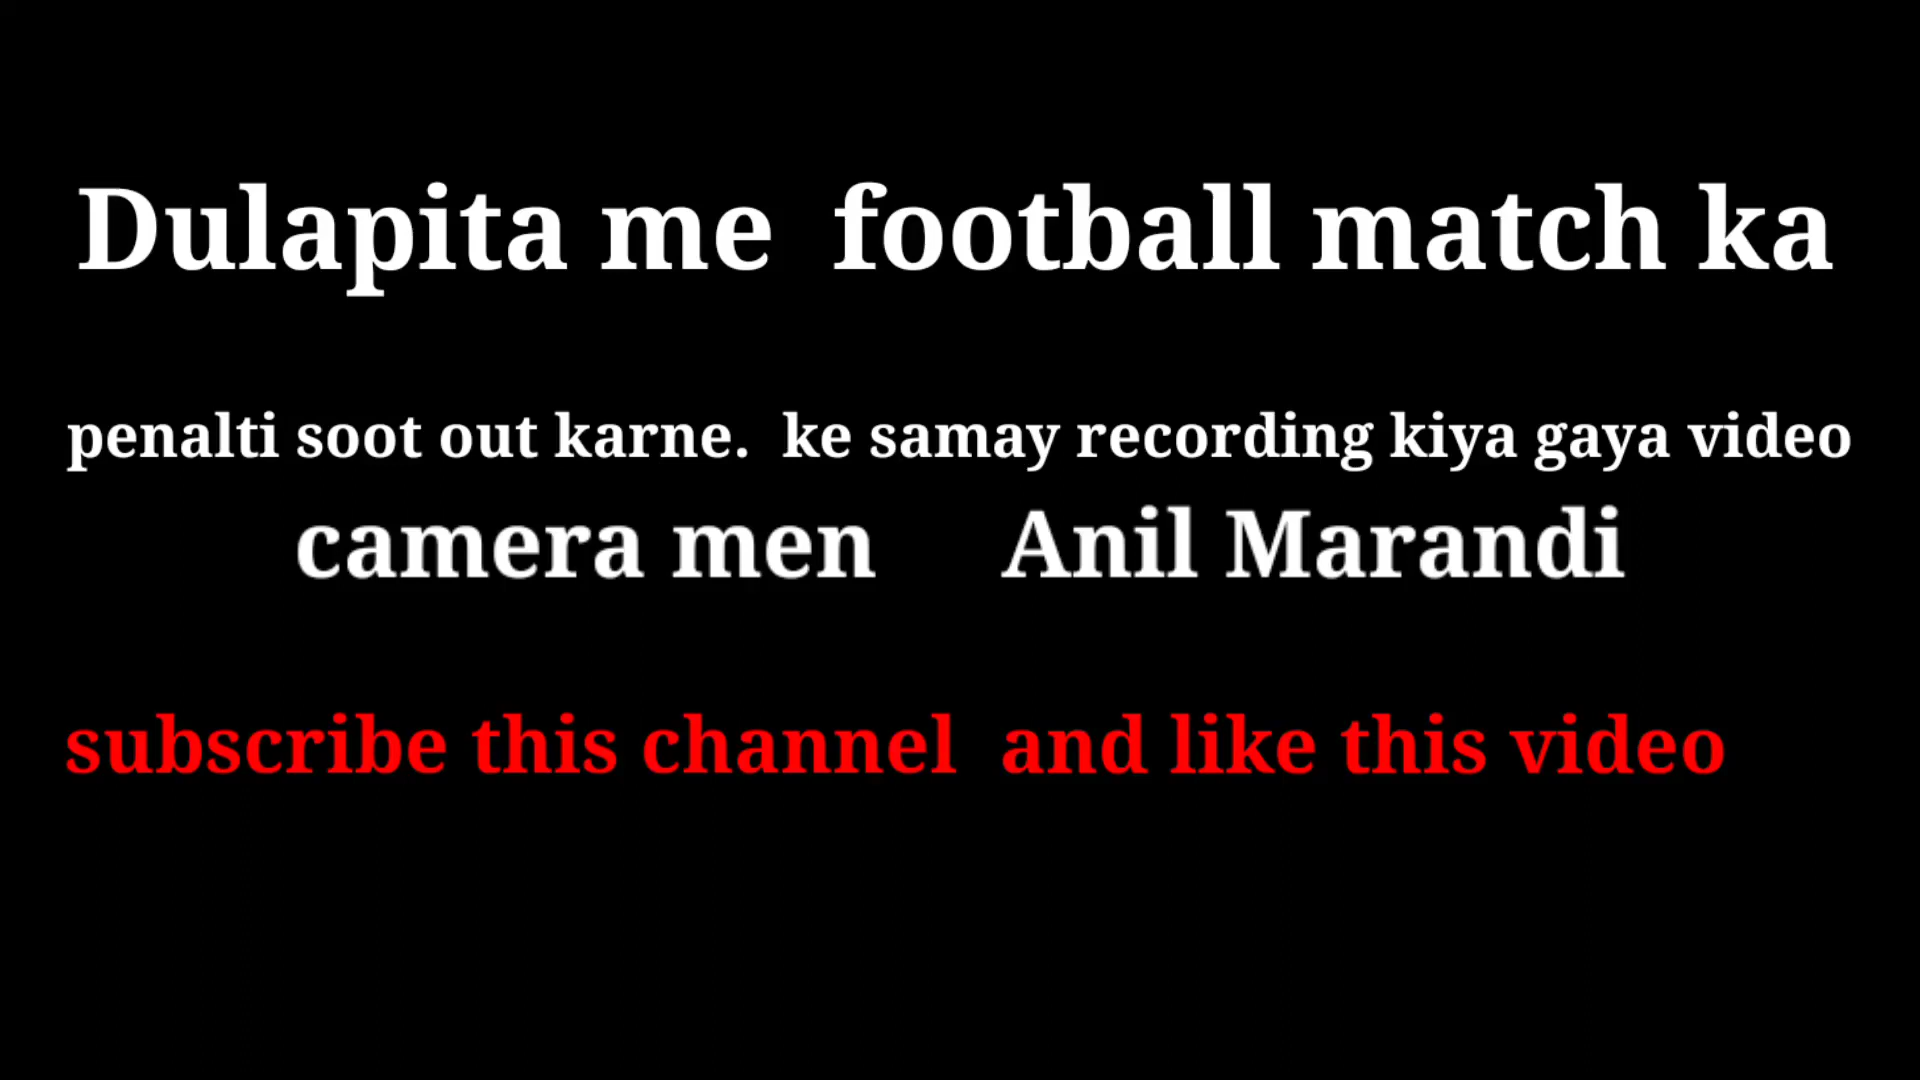 Dulapita me football match ka
penalti soot out karne. ke samay recording kiya gaya video
camera men Anil Marandi
subscribe this channel and like this video